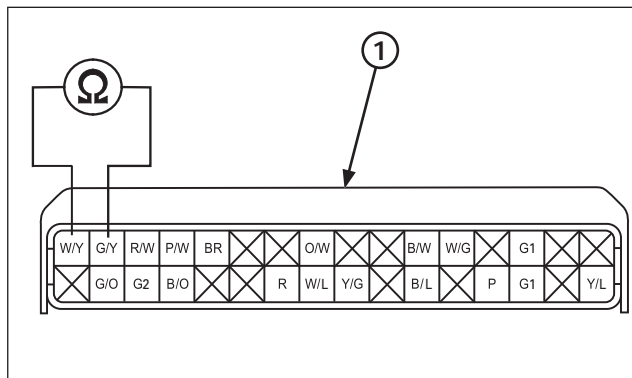 1
Ω
W/Y G/Y R/W P/W BR O/W B/W W/G G1
G/O G2 B/O R W/L Y/G B/L P G1 Y/L